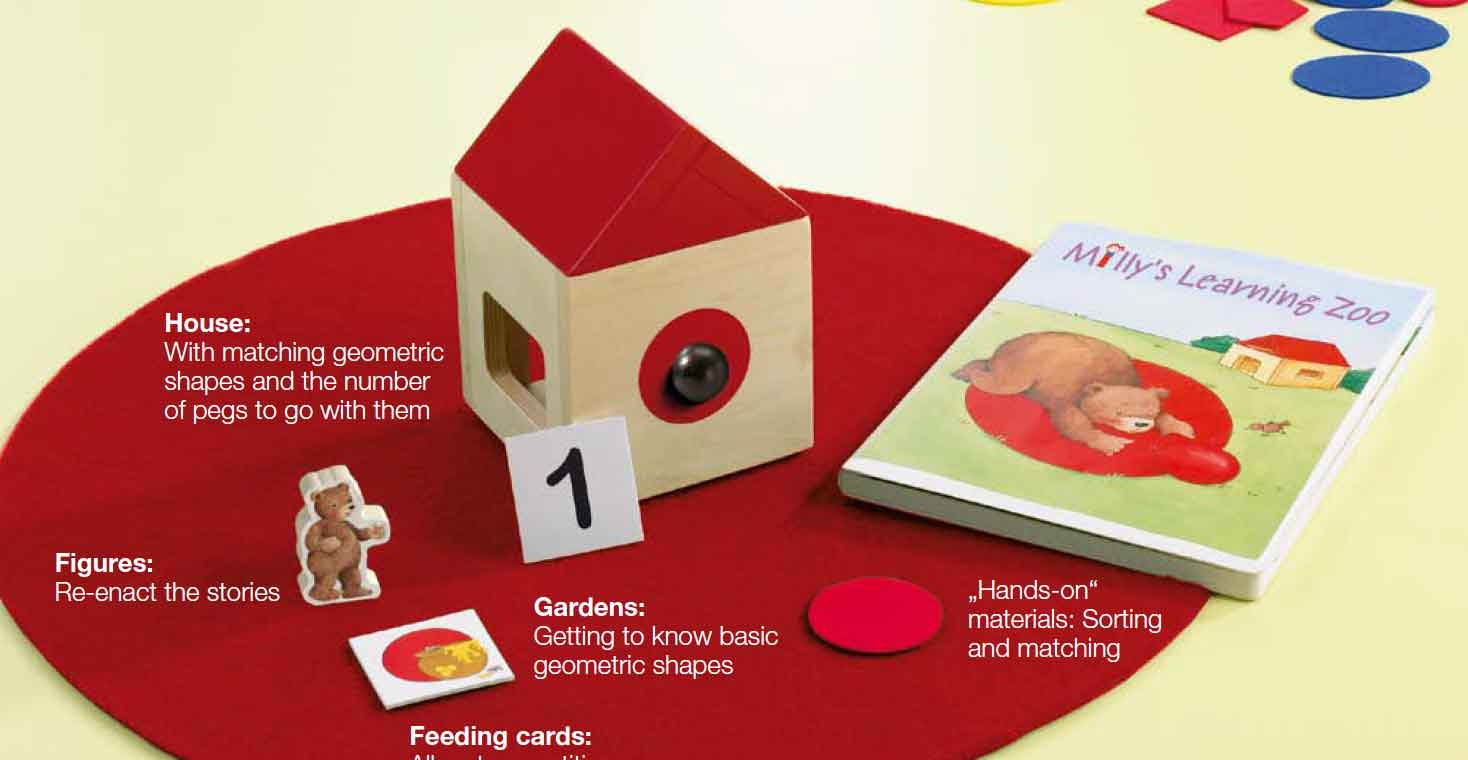 Milly's Learning Zoo
House:
With matching geometric
shapes and the number
of pegs to go with them
1
Figures:
Re-enact the stories
Gardens:
Getting to know basic
geometric shapes
„Hands-on“
materials: Sorting
and matching
Feeding cards: